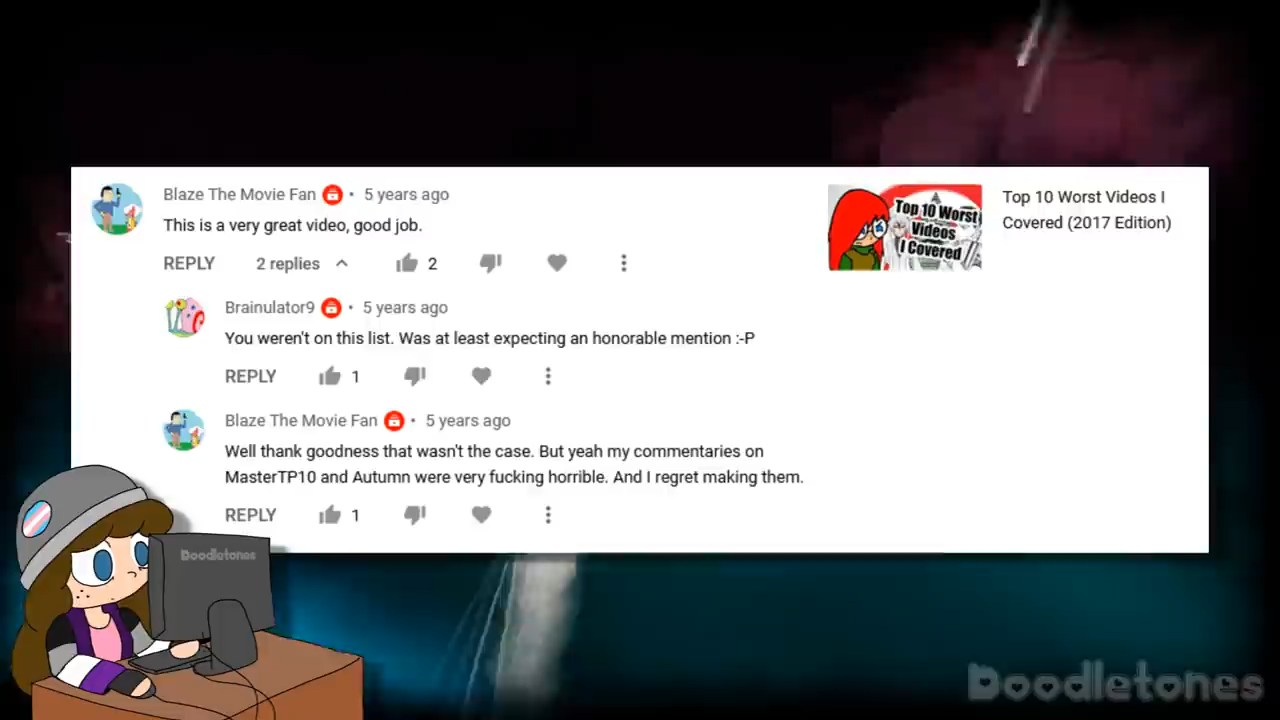 Blaze The Movie Fan • 5 years ago
This is a very great video, good job.
REPLY 2 replies 2
Top 10 Worst
Videos
I Covered
Top 10 Worst Videos I
Covered (2017 Edition)
Brainulator9 • 5 years ago
You weren't on this list. Was at least expecting an honorable mention :-P
REPLY 1
Blaze The Movie Fan • 5 years ago
Well thank goodness that wasn't the case. But yeah my commentaries on
MasterTP10 and Autumn were very fucking horrible. And I regret making them.
REPLY 1
Doodletones
Doodletones